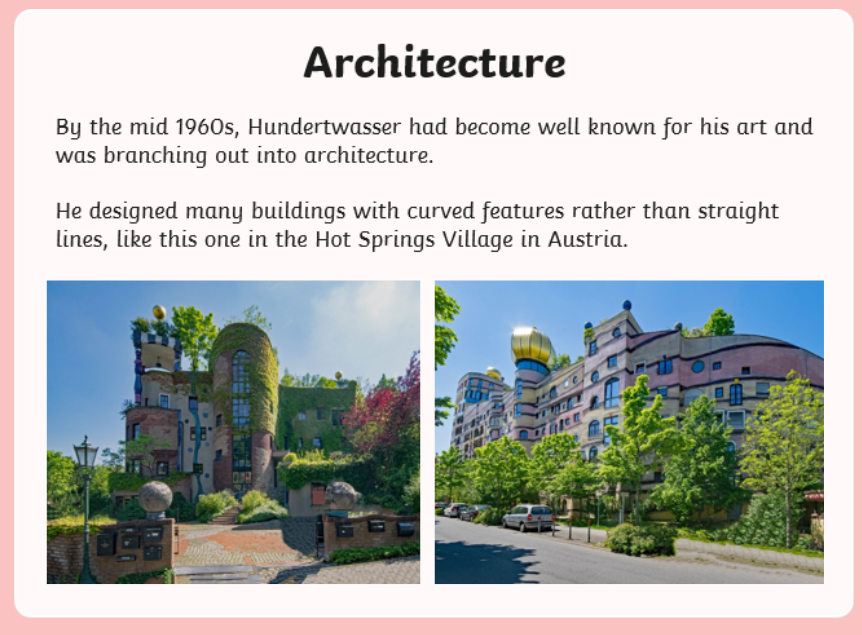 Architecture
By the mid 1960s, Hundertwasser had become well known for his art and
was branching out into architecture.
He designed many buildings with curved features rather than straight
lines, like this one in the Hot Springs Village in Austria.